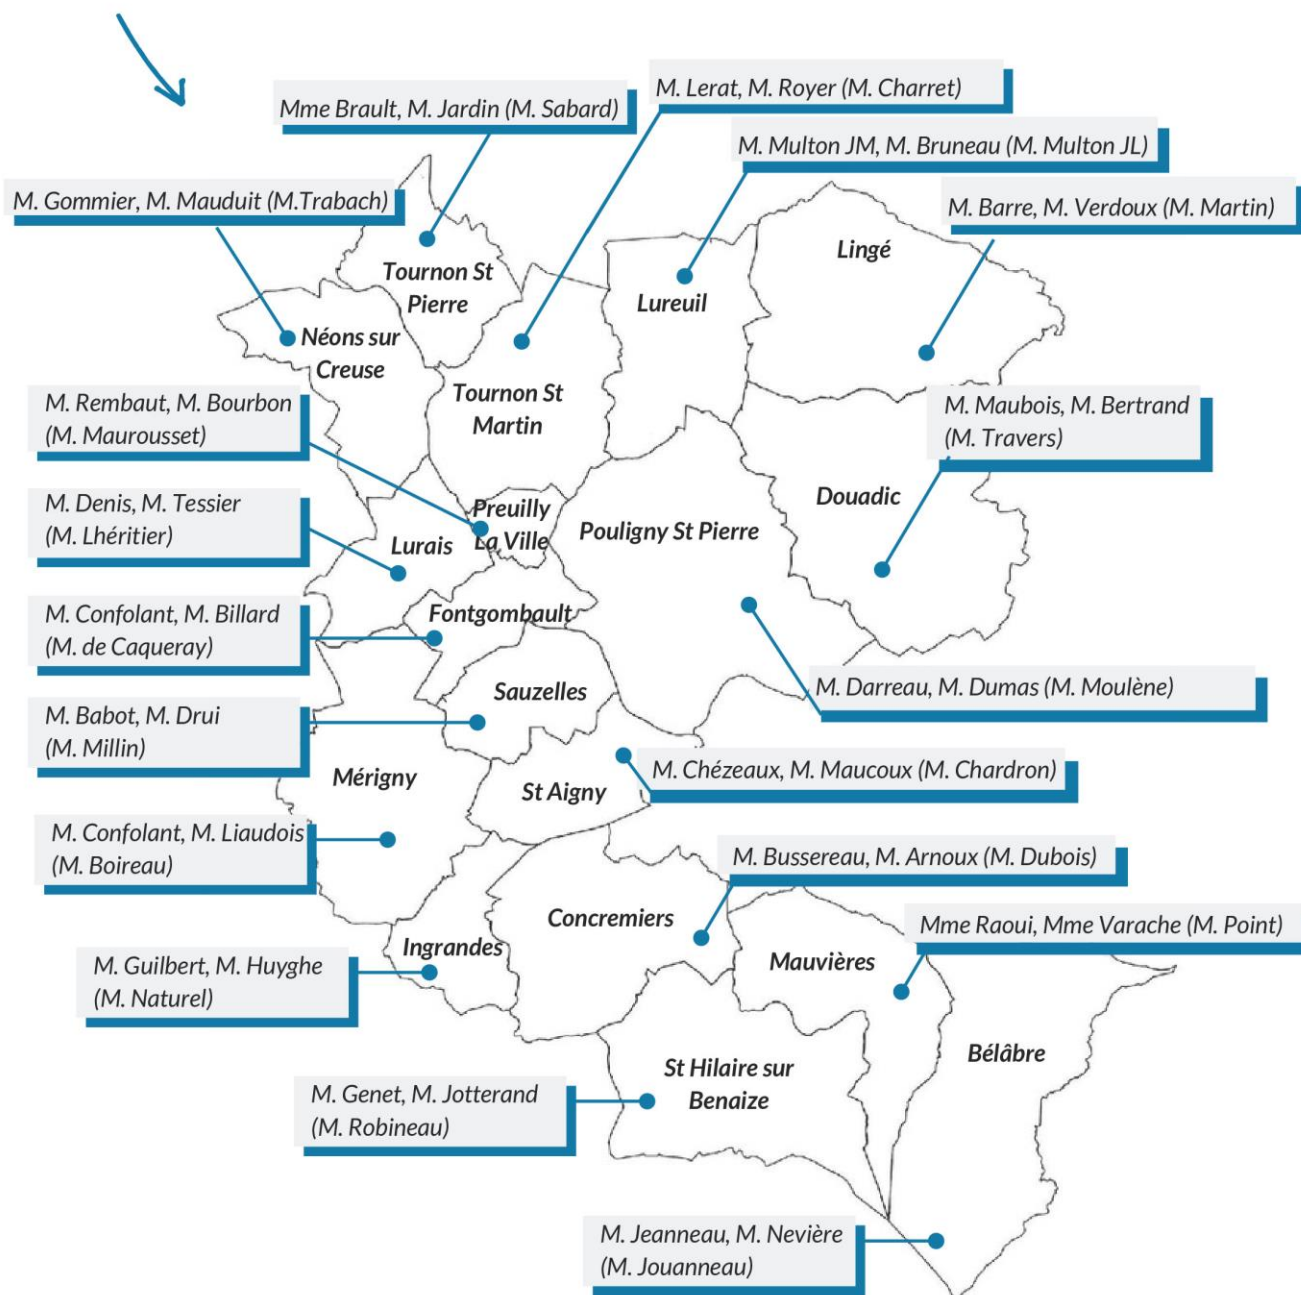 M. Lerat, M. Royer (M. Charret)
Mme Brault, M. Jardin (M. Sabard)
M. Multon JM, M. Bruneau (M. Multon JL)
M. Gommier, M. Mauduit (M.Trabach)
M. Barre, M. Verdoux (M. Martin)
Lingé
Tournon St
Pierre
Lureuil
Néons sur
Creuse
Tournon St
Martin
M. Rembaut, M. Bourbon
(M. Maurousset)
M. Maubois, M. Bertrand
(M. Travers)
Douadic
M. Denis, M. Tessier
(M. Lhéritier)
Preuilly
La Ville
Pouligny St Pierre
Lurais
M. Confolant, M. Billard
(M. de Caqueray)
Fontgombault
Sauzelles
M. Darreau, M. Dumas (M. Moulène)
M. Babot, M. Drui
(M. Millin)
Mérigny
St Aigny
M. Chézeaux, M. Maucoux (M. Chardron)
M. Confolant, M. Liaudois
(M. Boireau)
M. Bussereau, M. Arnoux (M. Dubois)
Concremiers
Mme Raoui, Mme Varache (M. Point)
Ingrandes
Mauvières
M. Guilbert, M. Huyghe
(M. Naturel)
Bélâbre
St Hilaire sur
Benaize
M. Genet, M. Jotterand
(M. Robineau)
M. Jeanneau, M. Nevière
(M. Jouanneau)